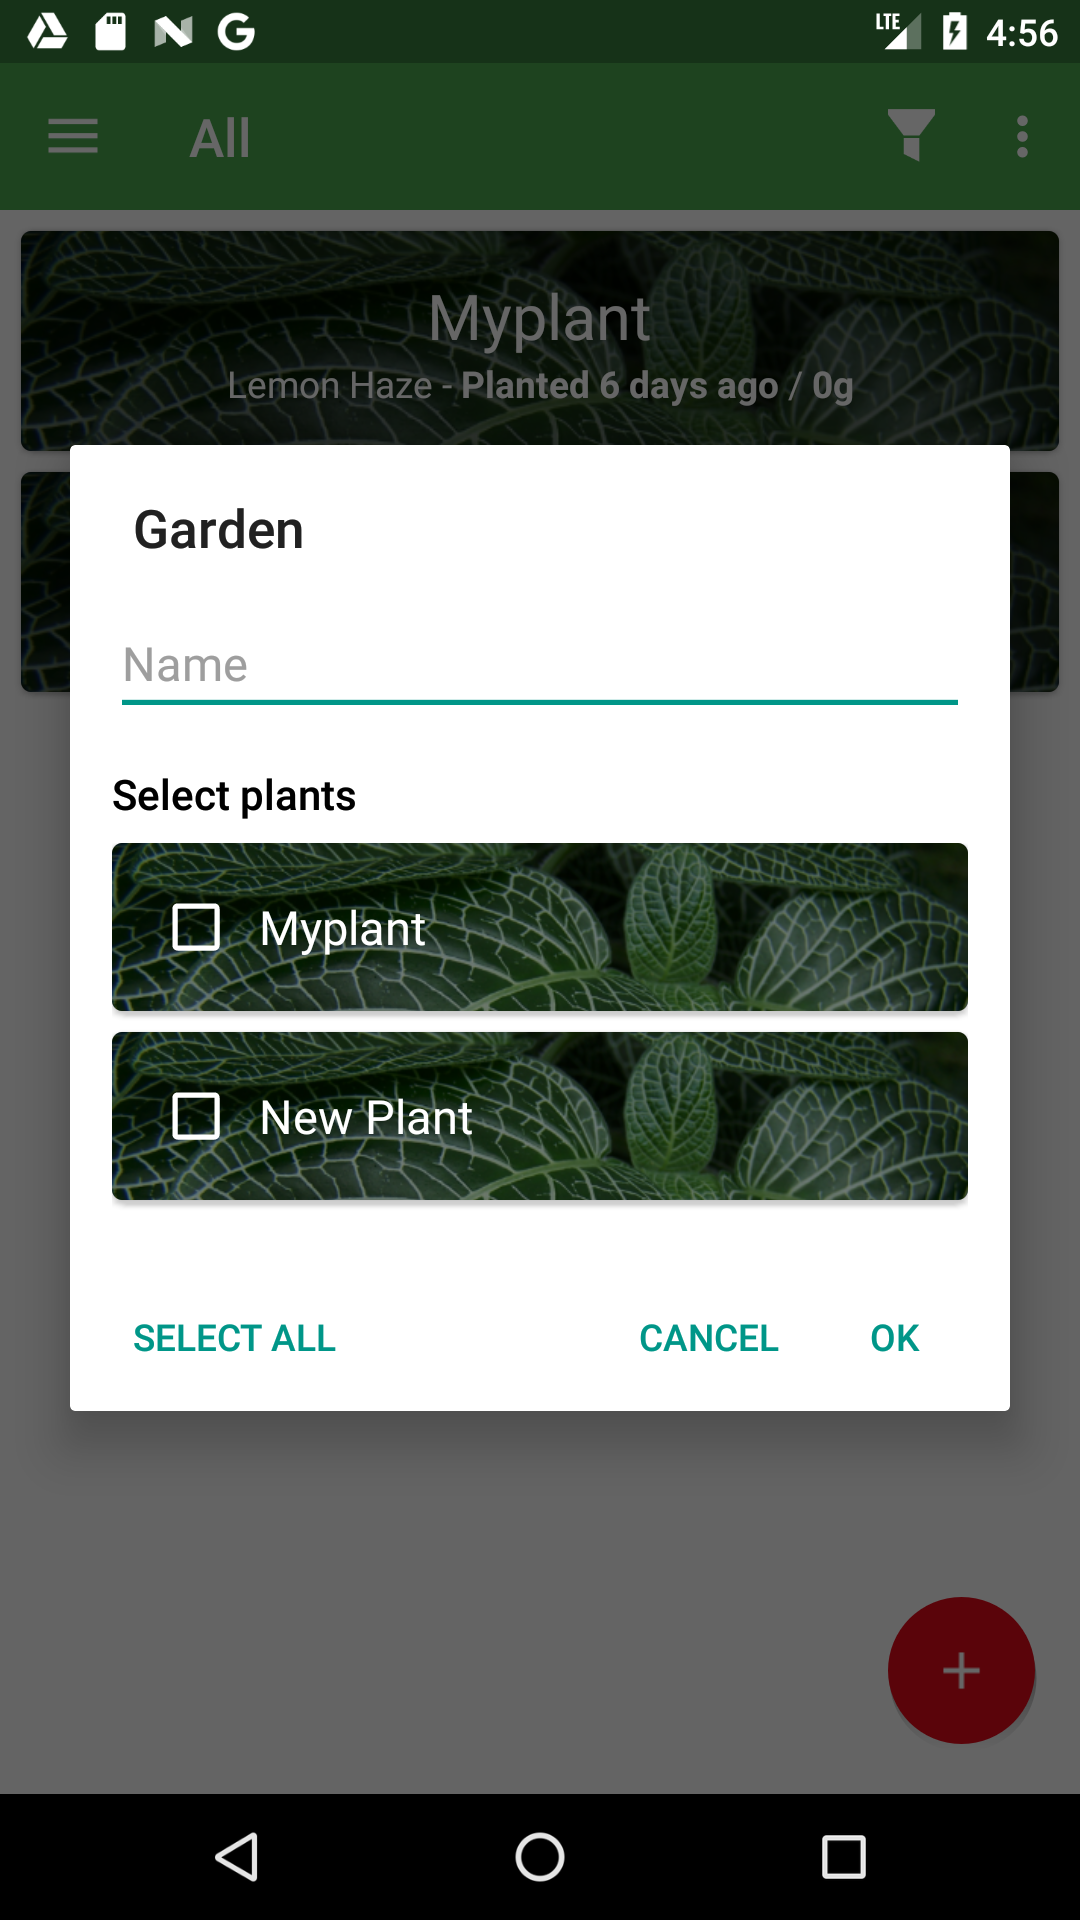 LTE 4:56
All
Myplant
Lemon Haze - Planted 6 days ago / 0g
Garden
Name
Select plants
Myplant
New Plant
SELECT ALL CANCEL OK